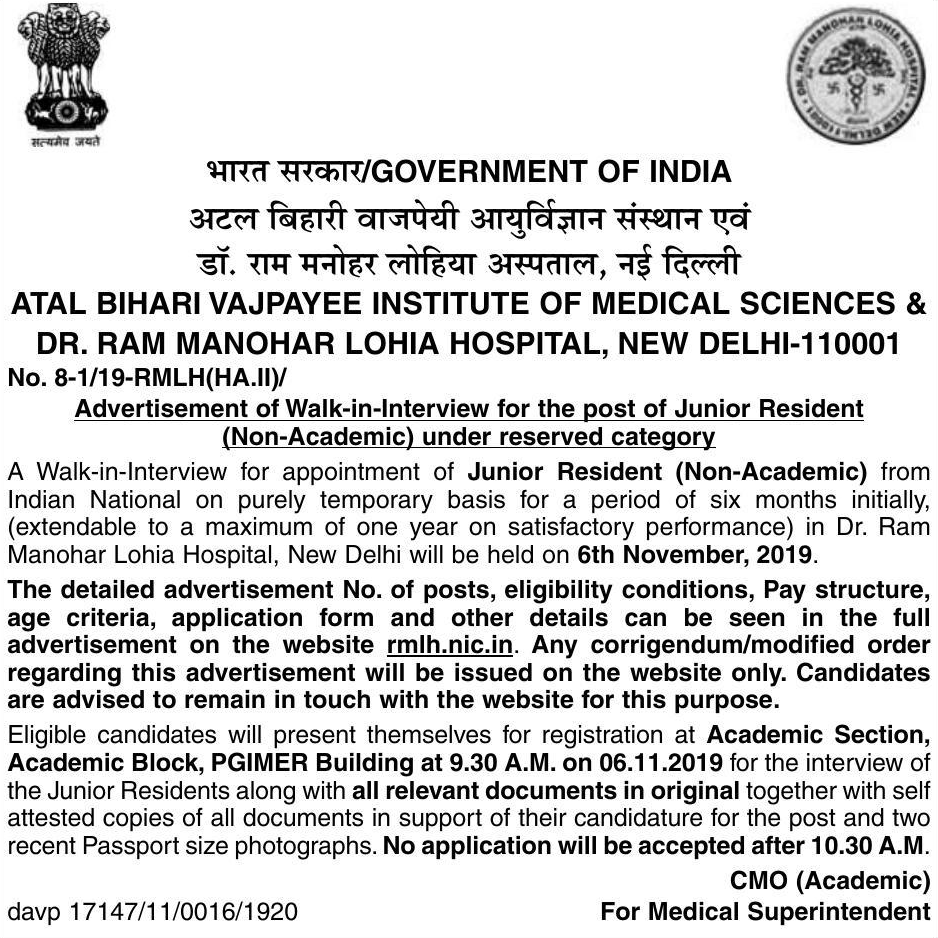 सत्यमेव जयते
DR. RAM MANOHAR LOHIA HOSPITAL
NEW DELHI-110001
भारत सरकार/GOVERNMENT OF INDIA
अटल बिहारी वाजपेयी आयुर्विज्ञान संस्थान एवं
डॉ. राम मनोहर लोहिया अस्पताल, नई दिल्ली
ATAL BIHARI VAJPAYEE INSTITUTE OF MEDICAL SCIENCES &
DR. RAM MANOHAR LOHIA HOSPITAL, NEW DELHI-110001
No. 8-1/19-RMLH(HA.II)/
Advertisement of Walk-in-Interview for the post of Junior Resident
(Non-Academic) under reserved category
A Walk-in-Interview for appointment of Junior Resident (Non-Academic) from
Indian National on purely temporary basis for a period of six months initially,
(extendable to a maximum of one year on satisfactory performance) in Dr. Ram
Manohar Lohia Hospital, New Delhi will be held on 6th November, 2019.
The detailed advertisement No. of posts, eligibility conditions, Pay structure,
age criteria, application form and other details can be seen in the full
advertisement on the website rmlh.nic.in. Any corrigendum/modified order
regarding this advertisement will be issued on the website only. Candidates
are advised to remain in touch with the website for this purpose.
Eligible candidates will present themselves for registration at Academic Section,
Academic Block, PGIMER Building at 9.30 A.M. on 06.11.2019 for the interview of
the Junior Residents along with all relevant documents in original together with self
attested copies of all documents in support of their candidature for the post and two
recent Passport size photographs. No application will be accepted after 10.30 A.M.
CMO (Academic)
davp 17147/11/0016/1920 For Medical Superintendent